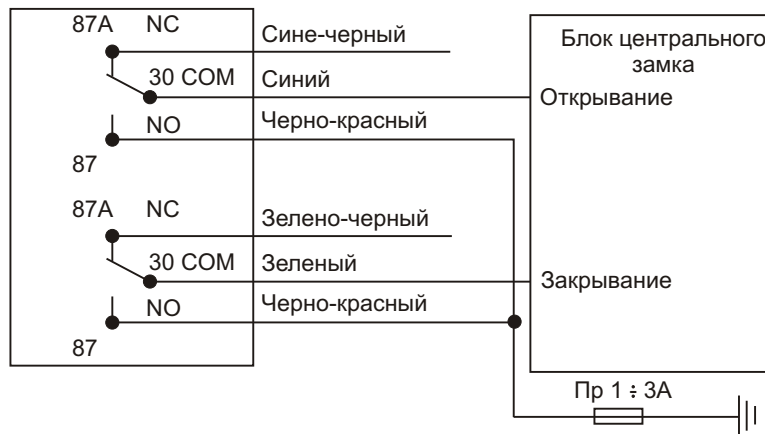 87A NC
Сине-черный
30 COM
Синий
NO
Черно-красный
87
87A NC
Зелено-черный
30 COM
Зеленый
NO
Черно-красный
87
Блок центрального
замка
Открывание
Закрывание
Пр 1 ÷ 3А